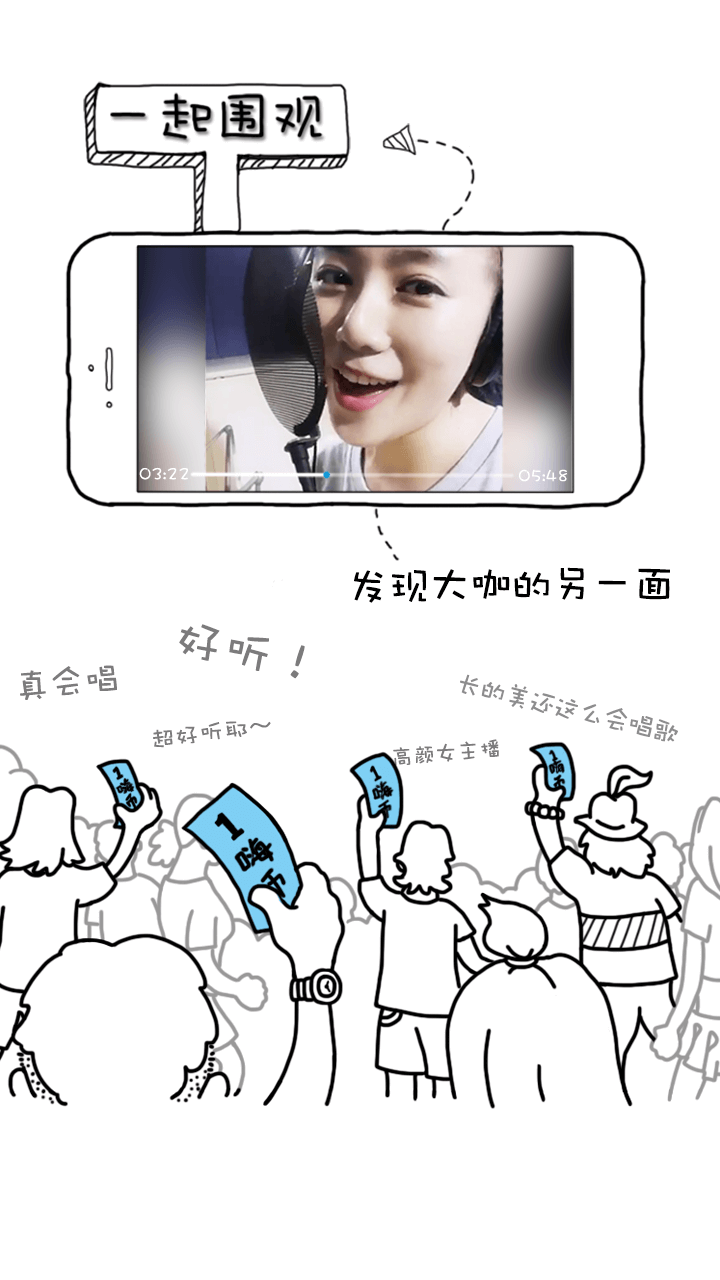 一起围观
03:22
05:48
发现大咖的另一面
好听！
真会唱
长的美还这么会唱歌
超好听耶～
高颜女主播
1
嗨币
1
嗨币
1
嗨币
1
嗨币